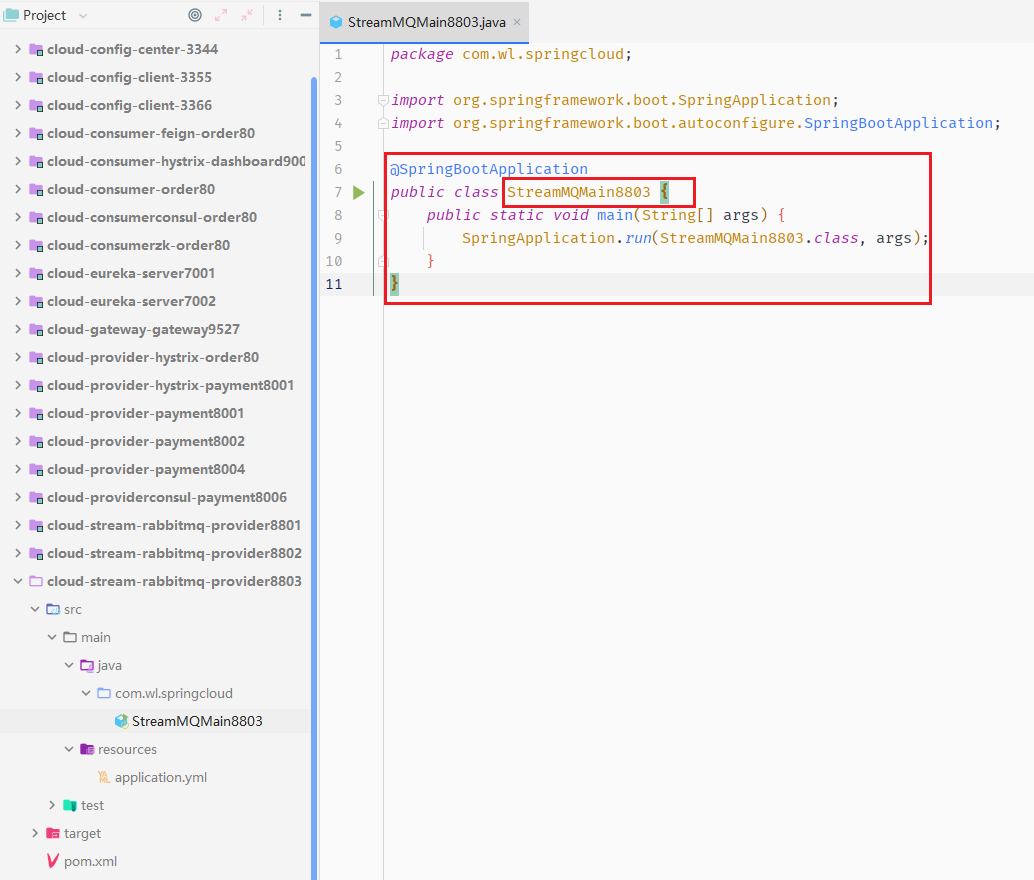 Project
cloud-config-center-3344
cloud-config-client-3355
cloud-config-client-3366
cloud-consumer-feign-order80
cloud-consumer-hystrix-dashboard900
cloud-consumer-order80
cloud-consumerconsul-order80
cloud-consumerzk-order80
cloud-eureka-server7001
cloud-eureka-server7002
cloud-gateway-gateway9527
cloud-provider-hystrix-order80
cloud-provider-hystrix-payment8001
cloud-provider-payment8001
cloud-provider-payment8002
cloud-provider-payment8004
cloud-providerconsul-payment8006
cloud-stream-rabbitmq-provider8801
cloud-stream-rabbitmq-provider8802
cloud-stream-rabbitmq-provider8803
src
main
java
com.wl.springcloud
StreamMQMain8803
resources
application.yml
test
target
pom.xml
StreamMQMain8803.java ×
1 package com.wl.springcloud;
2
3 import org.springframework.boot.SpringApplication;
4 import org.springframework.boot.autoconfigure.SpringBootApplication;
5
6 @SpringBootApplication
7 public class StreamMQMain8803 {
8 public static void main(String[] args) {
9 SpringApplication.run(StreamMQMain8803.class, args);
10 }
11 }